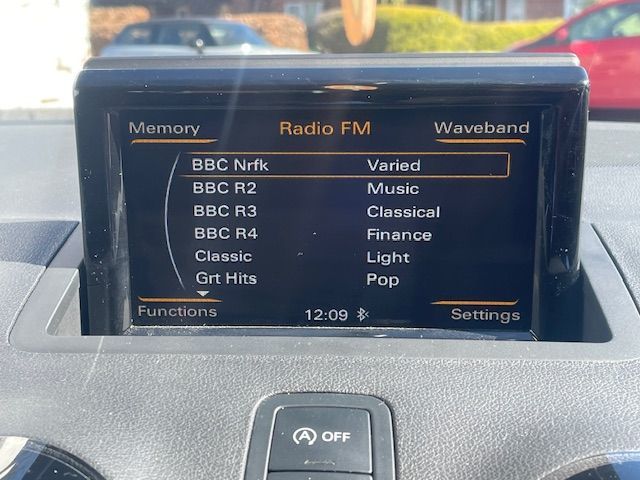 Memory Radio FM Waveband
BBC Nrfk Varied
BBC R2 Music
BBC R3 Classical
BBC R4 Finance
Classic Light
Grt Hits Pop
Functions 12:09 Settings
A OFF